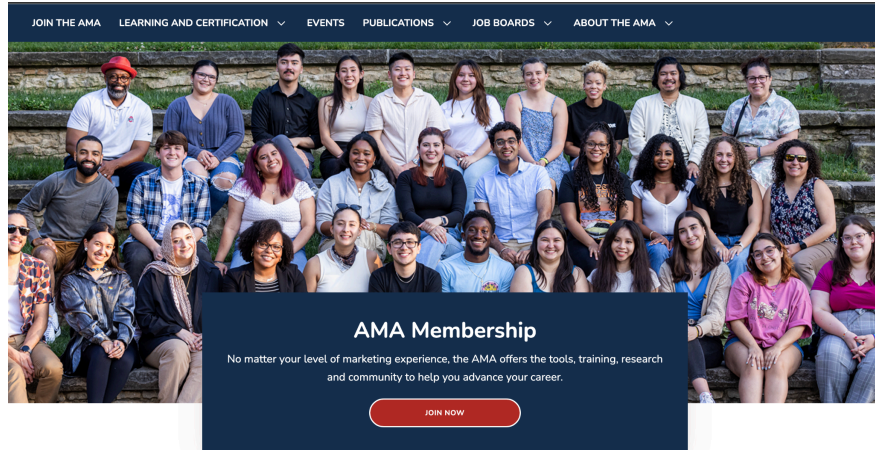 JOIN THE AMA LEARNING AND CERTIFICATION EVENTS PUBLICATIONS JOB BOARDS ABOUT THE AMA
AMA Membership
No matter your level of marketing experience, the AMA offers the tools, training, research
and community to help you advance your career.
JOIN NOW